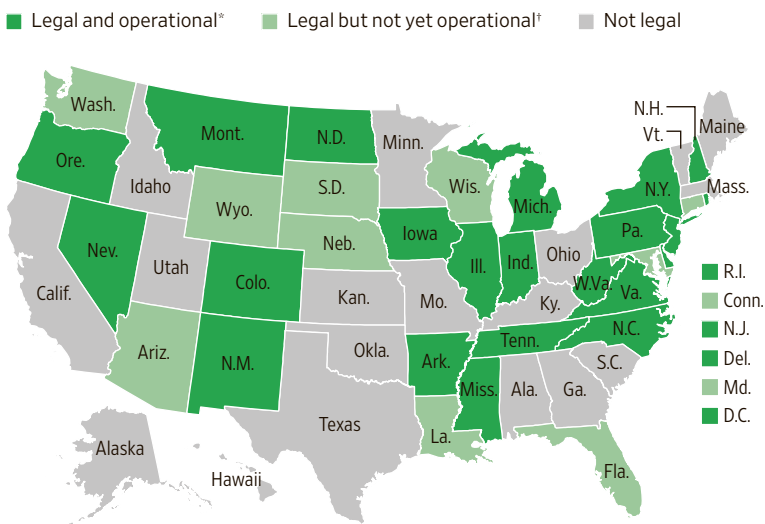 Legal and operational* Legal but not yet operational† Not legal
Wash.
Mont.
N.D.
Minn.
N.H.
Vt.
Maine
Ore.
Idaho
S.D.
Wis.
Mich.
N.Y.
Mass.
Wyo.
Nev.
Utah
Colo.
Neb.
Iowa
Ill.
Ind.
Ohio
Pa.
Calif.
Kan.
Mo.
Ky.
W.Va.
Va.
R.I.
Conn.
N.J.
Del.
Md.
D.C.
Ariz.
N.M.
Okla.
Ark.
Tenn.
N.C.
S.C.
Texas
La.
Miss.
Ala.
Ga.
Fla.
Alaska
Hawaii